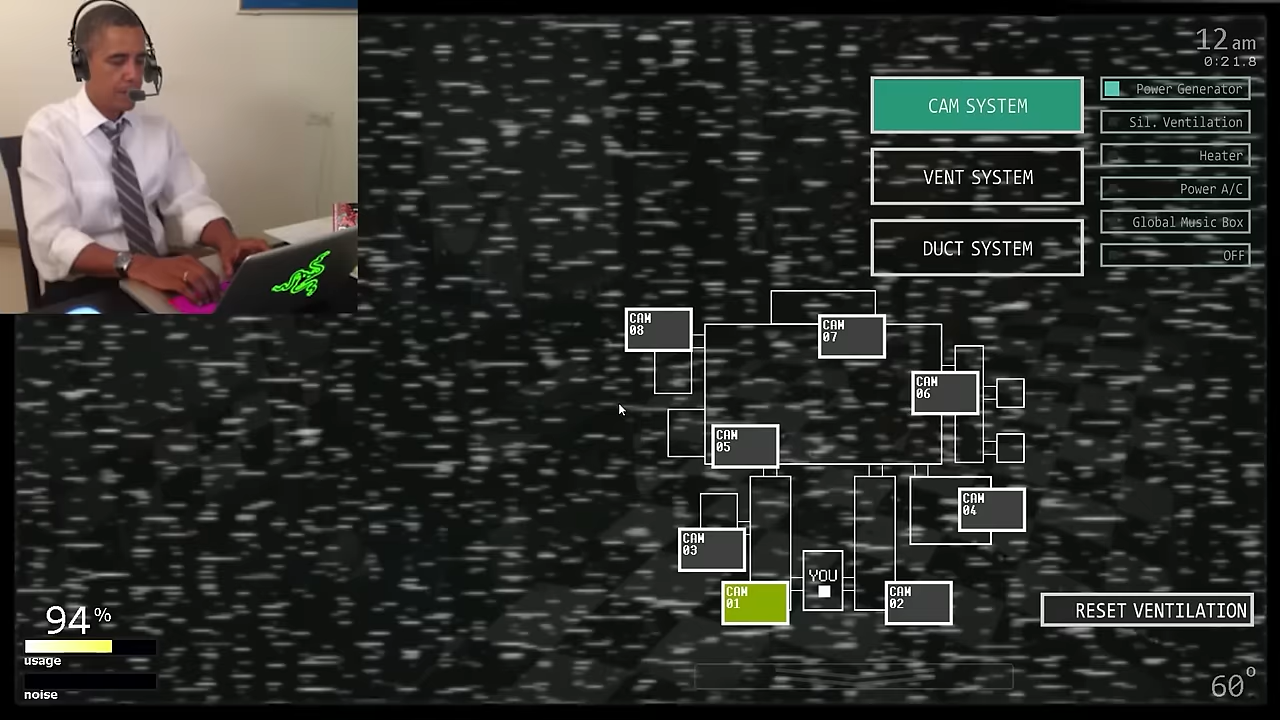 12 am
0:21.8
CAM SYSTEM
Power Generator
Sil. Ventilation
Heater
VENT SYSTEM
Power A/C
Global Music Box
DUCT SYSTEM
OFF
CAM 08
CAM 07
CAM 06
CAM 05
CAM 04
CAM 03
YOU
CAM 01
CAM 02
RESET VENTILATION
94%
usage
noise
60°